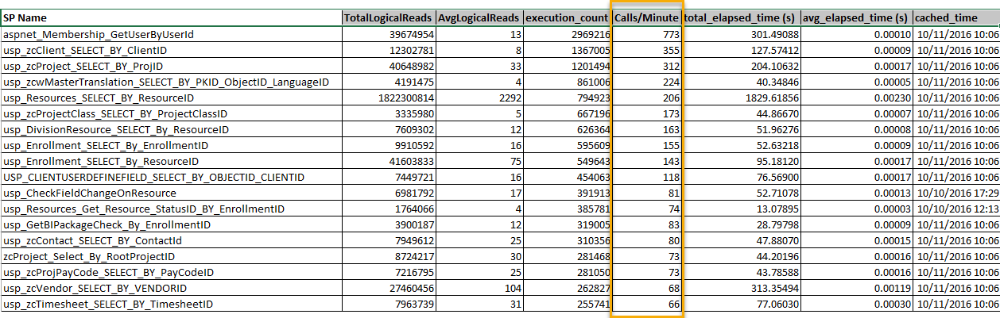 SP Name TotalLogicalReads AvgLogicalReads execution_count Calls/Minute total_elapsed_time (s) avg_elapsed_time (s) cached_time
aspnet_Membership_GetUserByUserId 39674954 13 2969216 773 301.49088 0.00010 10/11/2016 10:06
usp_zcClient_SELECT_BY_ClientID 12302781 8 1367005 355 127.57412 0.00009 10/11/2016 10:06
usp_zcProject_SELECT_BY_ProjID 40648982 33 1201494 312 204.10632 0.00017 10/11/2016 10:06
usp_zcwMasterTranslation_SELECT_BY_PKID_ObjectID_LanguageID 4191475 4 861006 224 40.34846 0.00005 10/11/2016 10:06
usp_Resources_SELECT_BY_ResourceID 1822300814 2292 794923 206 1829.61856 0.00230 10/11/2016 10:06
usp_zcProjectClass_SELECT_BY_ProjectClassID 3335980 5 667196 173 44.86670 0.00007 10/11/2016 10:06
usp_DivisionResource_SELECT_By_ResourceID 7609302 12 626364 163 51.96276 0.00008 10/11/2016 10:06
usp_Enrollment_SELECT_By_EnrollmentID 9910592 16 595609 155 52.63218 0.00009 10/11/2016 10:06
usp_Enrollment_SELECT_By_ResourceID 41603833 75 549643 143 95.18120 0.00017 10/11/2016 10:06
USP_CLIENTUSERDEFINEFIELD_SELECT_BY_OBJECTID_CLIENTID 7449721 16 454063 118 76.56900 0.00017 10/11/2016 10:06
usp_CheckFieldChangeOnResource 6981792 17 391913 81 52.71078 0.00013 10/10/2016 17:29
usp_Resources_Get_Resource_StatusID_BY_EnrollmentID 1764066 4 385781 74 13.07895 0.00003 10/10/2016 12:13
usp_GetBIPackageCheck_By_EnrollmentID 3900187 12 319005 83 28.79798 0.00009 10/11/2016 10:06
usp_zcContact_SELECT_BY_ContactId 7949612 25 310356 80 47.88070 0.00015 10/11/2016 10:06
zcProject_Select_By_RootProjectID 8724217 30 281468 73 44.20196 0.00016 10/11/2016 10:06
usp_zcProjPayCode_SELECT_BY_PayCodeID 7216795 25 281050 73 43.78588 0.00016 10/11/2016 10:06
usp_zcVendor_SELECT_BY_VENDORID 27460456 104 262827 68 313.35494 0.00119 10/11/2016 10:06
usp_zcTimesheet_SELECT_BY_TimesheetID 7963739 31 255741 66 77.06030 0.00030 10/11/2016 10:06